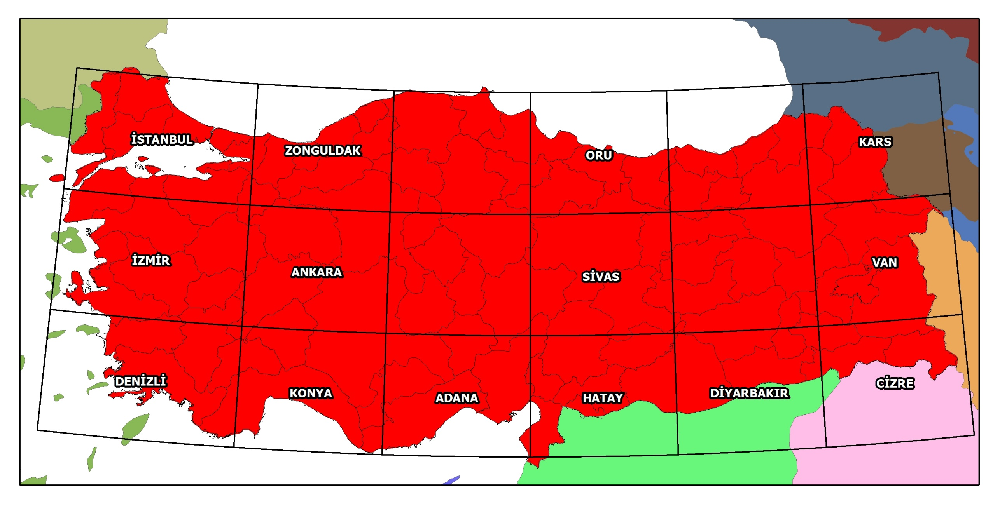 İSTANBUL
ZONGULDAK
ORU
KARS
İZMİR
ANKARA
SİVAS
VAN
DENİZLİ
KONYA
ADANA
HATAY
DİYARBAKIR
CİZRE